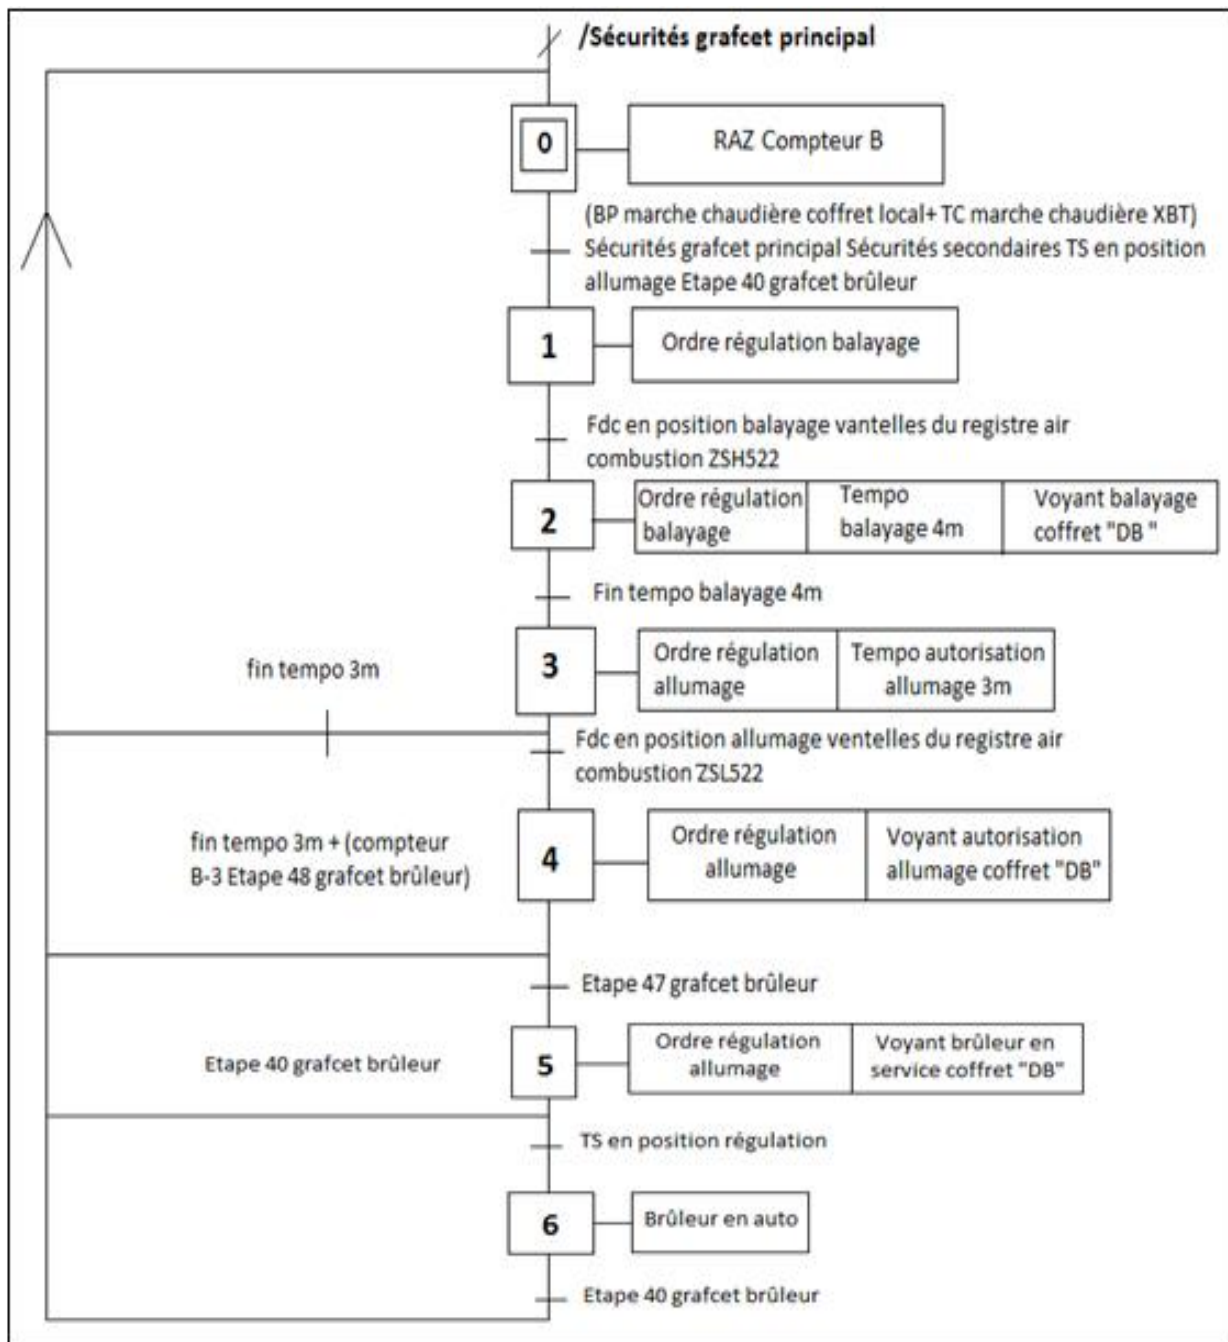 /Sécurités grafcet principal
0
RAZ Compteur B
(BP marche chaudière coffret local+ TC marche chaudière XBT)
Sécurités grafcet principal Sécurités secondaires TS en position
allumage Etape 40 grafcet brûleur
1
Ordre régulation balayage
Fdc en position balayage vantelles du registre air
combustion ZSH522
2
Ordre régulation
balayage
Tempo
balayage 4m
Voyant balayage
coffret "DB "
Fin tempo balayage 4m
3
Ordre régulation
allumage
Tempo autorisation
allumage 3m
fin tempo 3m
Fdc en position allumage ventelles du registre air
combustion ZSL522
fin tempo 3m + (compteur
B-3 Etape 48 grafcet brûleur)
4
Ordre régulation
allumage
Voyant autorisation
allumage coffret "DB"
Etape 47 grafcet brûleur
Etape 40 grafcet brûleur
5
Ordre régulation
allumage
Voyant brûleur en
service coffret "DB"
TS en position régulation
6
Brûleur en auto
Etape 40 grafcet brûleur